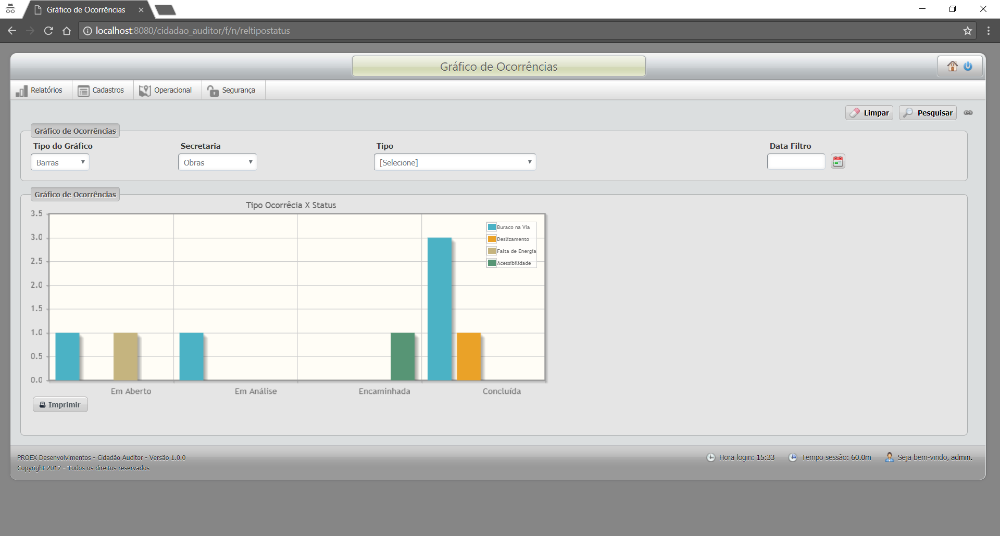 Gráfico de Ocorrências
localhost:8080/cidadao_auditor/f/n/reltipostatus
Gráfico de Ocorrências
Relatórios Cadastros Operacional Segurança
Limpar Pesquisar
Gráfico de Ocorrências
Tipo do Gráfico Secretaria Tipo Data Filtro
Barras Obras [Selecione]
Gráfico de Ocorrências
Tipo Ocorrêcia X Status
3.5
3.0
2.5
2.0
1.5
1.0
0.5
0.0
Buraco na Via
Deslizamento
Falta de Energia
Acessibilidade
Em Aberto Em Análise Encaminhada Concluída
Imprimir
PROEX Desenvolvimentos - Cidadão Auditor - Versão 1.0.0
Copyright 2017 - Todos os direitos reservados
Hora login: 15:33 Tempo sessão: 60.0m Seja bem-vindo, admin.